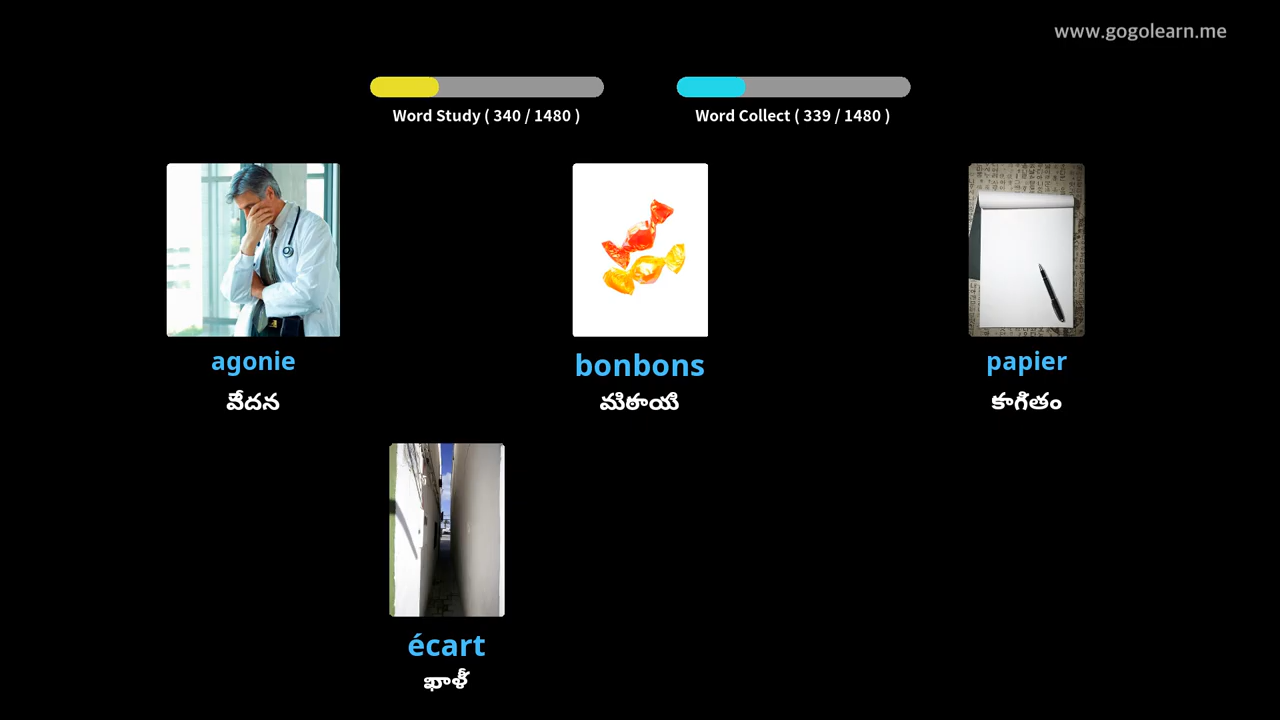 www.gogolearn.me
Word Study ( 340 / 1480 )
Word Collect ( 339 / 1480 )
agonie
bonbons
papier
వేదన
మిఠాయి
కాగితం
écart
ఖాళీ